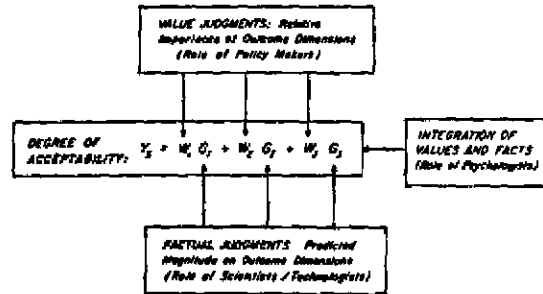 VALUE JUDGMENTS: Relative
Importance of Outcome Dimensions
(Role of Policy Makers)
DEGREE OF
ACCEPTABILITY:
INTEGRATION OF
VALUES AND FACTS
(Role of Psychologists)
FACTUAL JUDGMENTS Predicted
Magnitude on Outcome Dimensions
(Role of Scientists / Technologists)